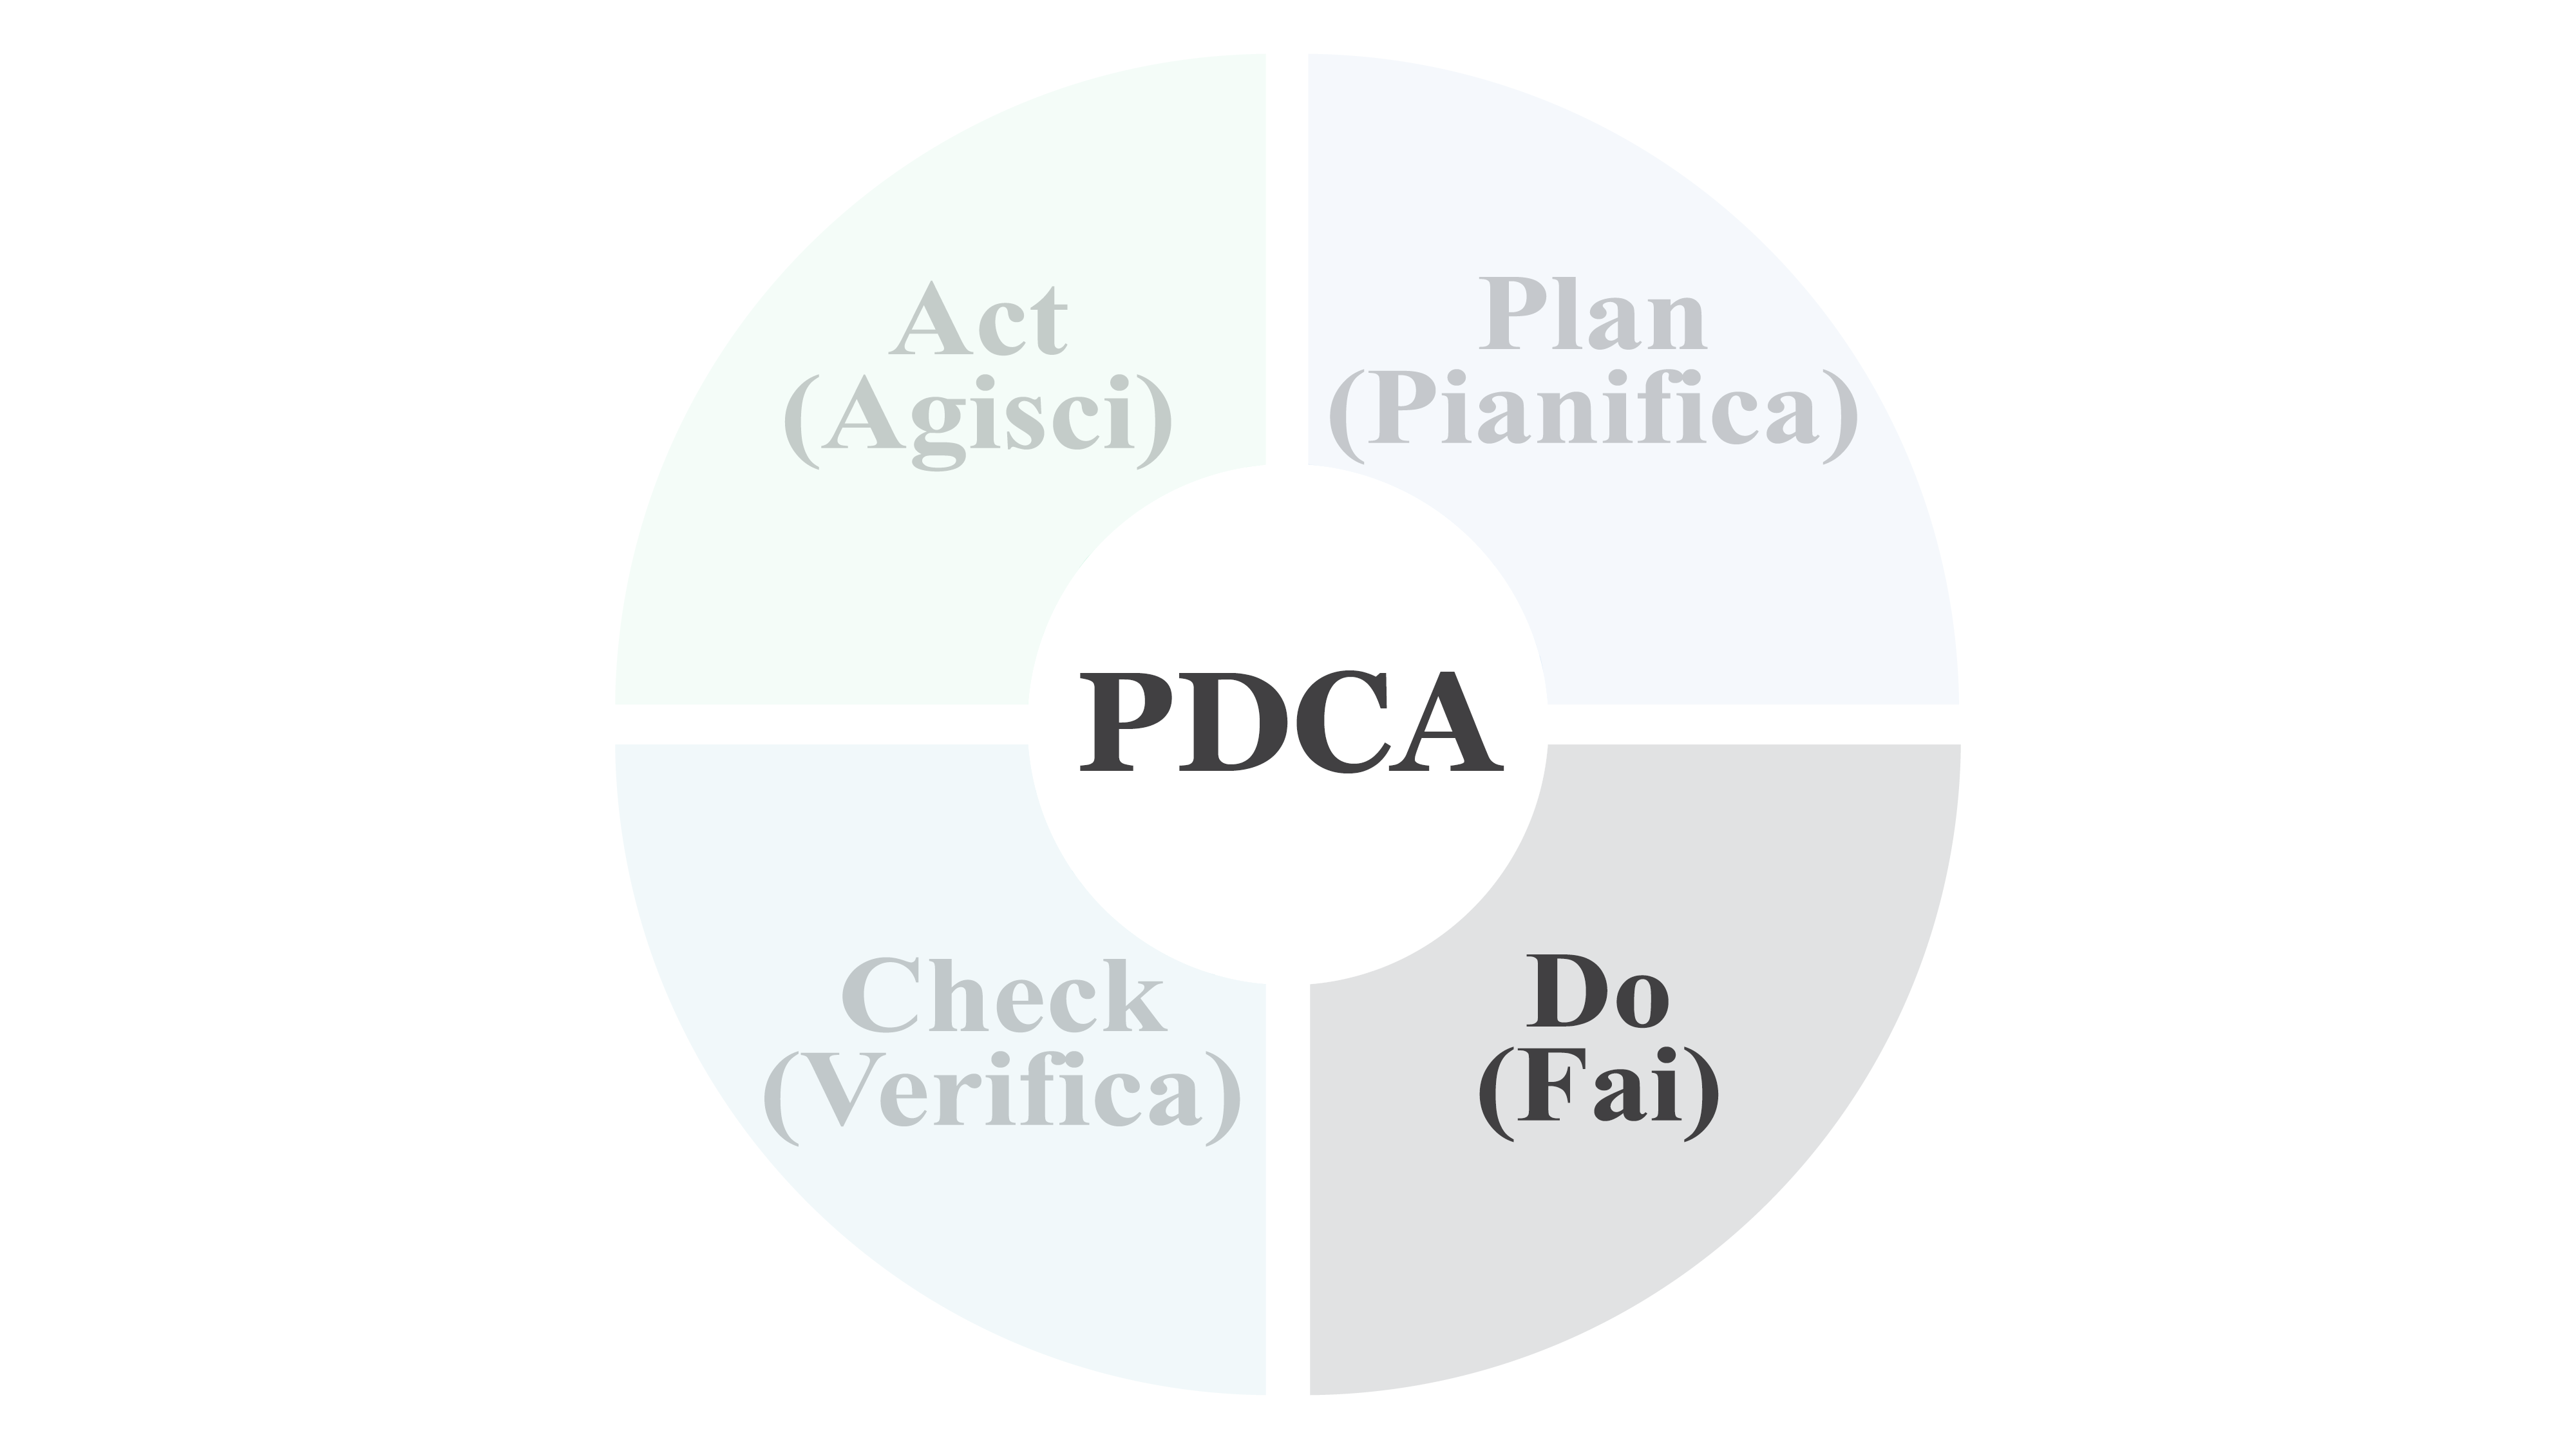 Act
(Agisci)
Plan
(Pianifica)
PDCA
Check
(Verifica)
Do
(Fai)